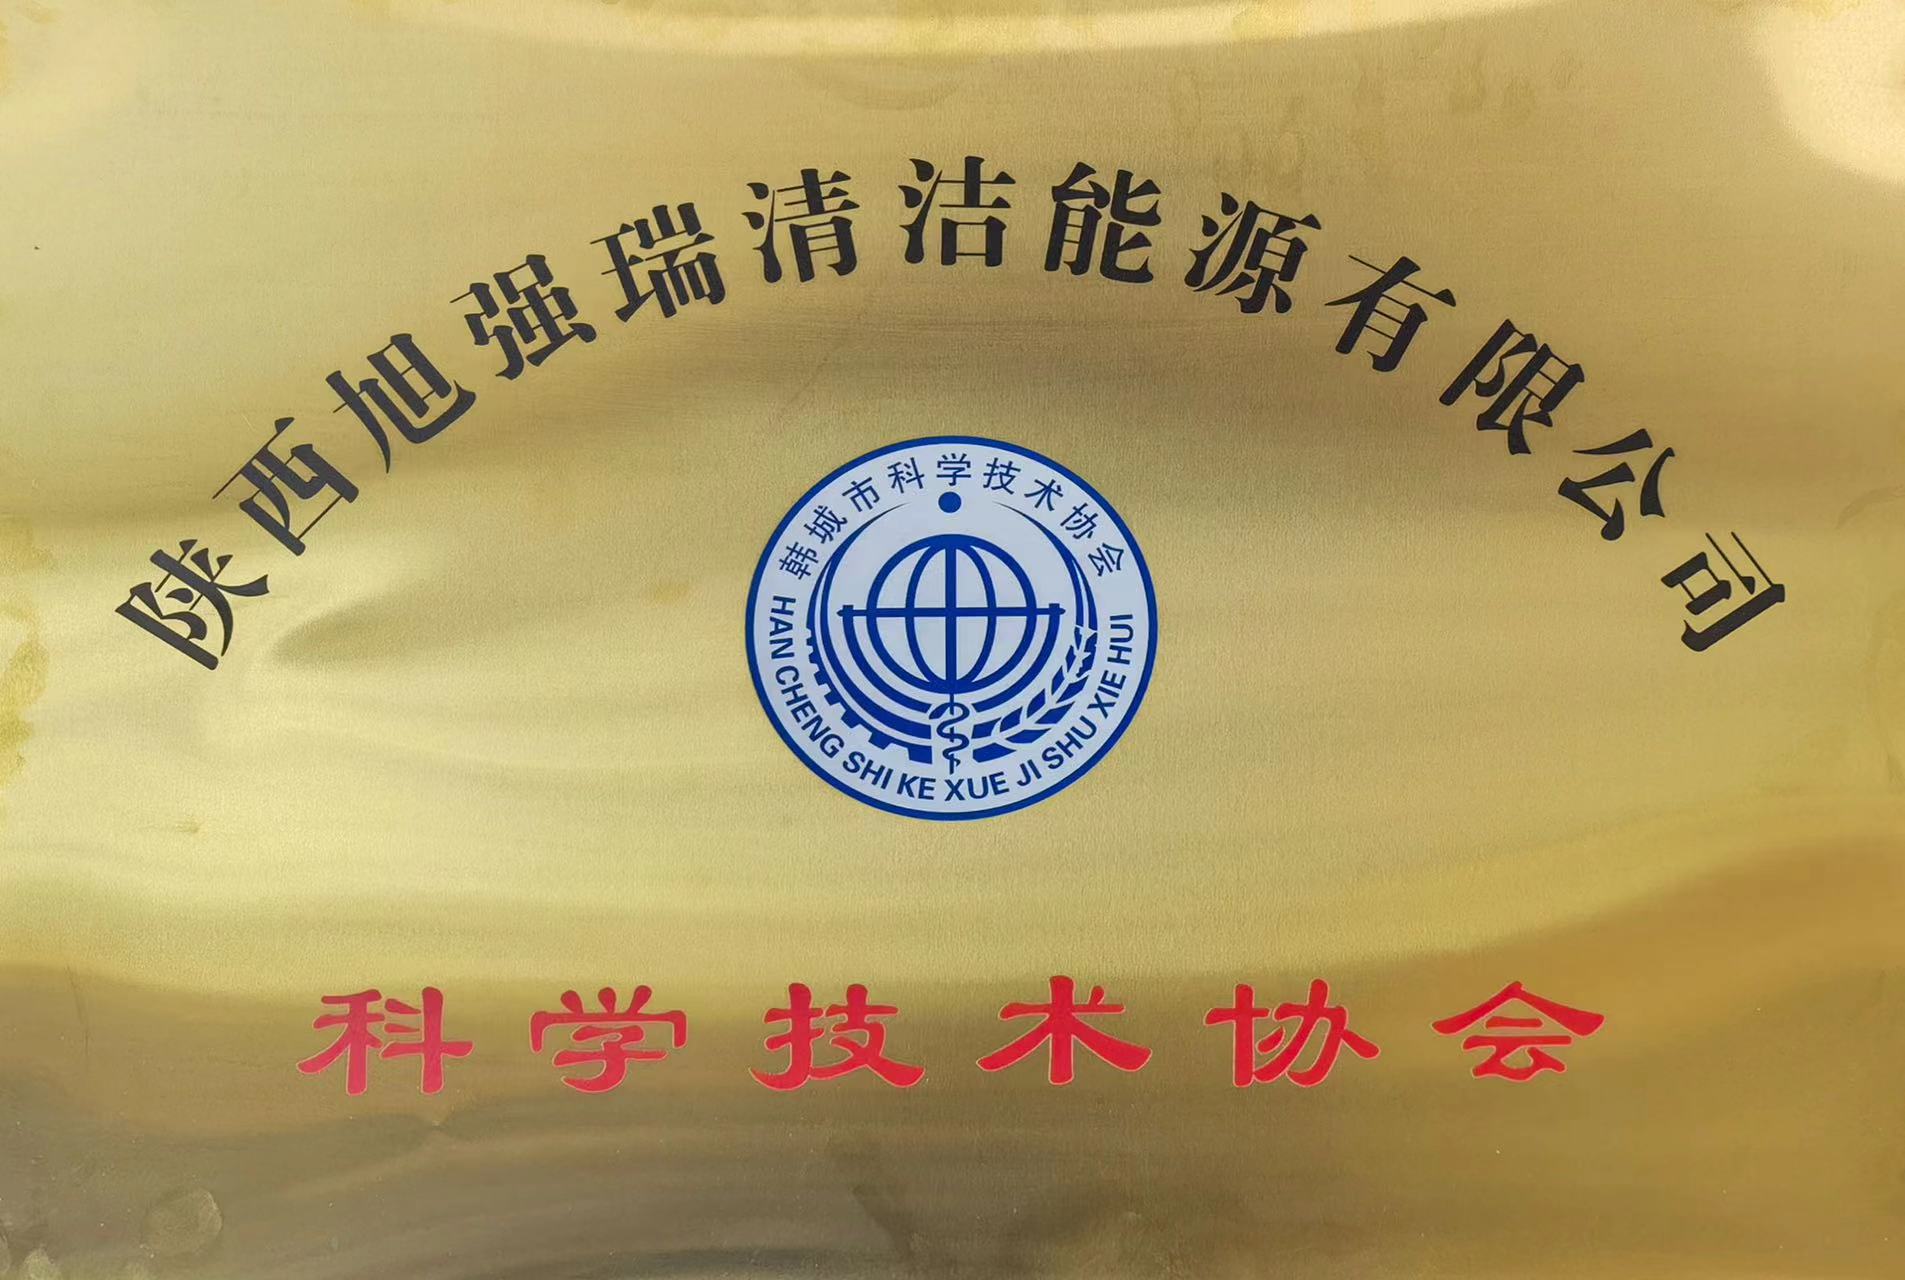 陕西旭强瑞清洁能源有限公司
韩城市科学技术协会
HAN CHENG SHI KE XUE JI SHU XIE HUI
科学技术协会